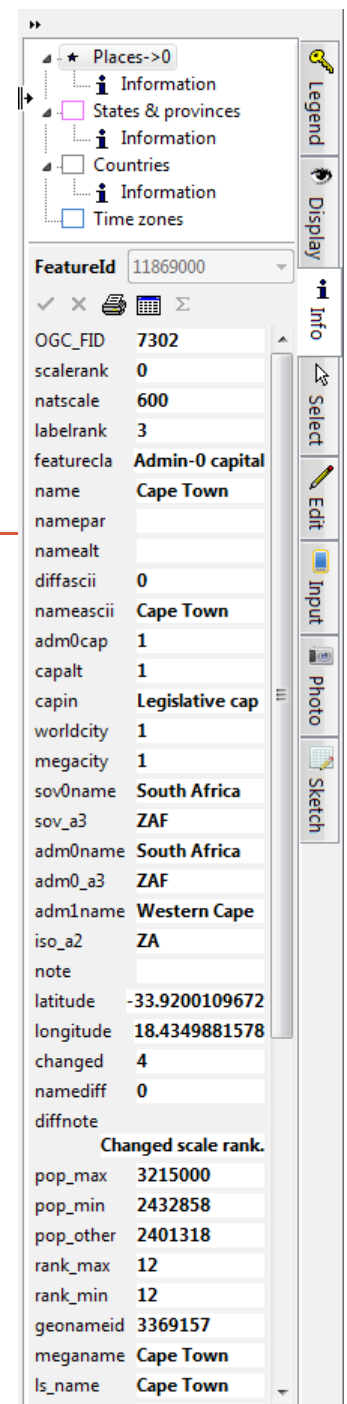 Places->0
Information
States & provinces
Information
Countries
Information
Time zones
FeatureId 11869000
OGC_FID 7302
scalerank 0
natscale 600
labelrank 3
featurecla Admin-0 capital
name Cape Town
namepar
namealt
diffascii 0
nameascii Cape Town
adm0cap 1
capalt 1
capin Legislative cap
worldcity 1
megacity 1
sov0name South Africa
sov_a3 ZAF
adm0name South Africa
adm0_a3 ZAF
adm1name Western Cape
iso_a2 ZA
note
latitude -33.9200109672
longitude 18.4349881578
changed 4
namediff 0
diffnote
Changed scale rank.
pop_max 3215000
pop_min 2432858
pop_other 2401318
rank_max 12
rank_min 12
geonameid 3369157
meganame Cape Town
ls_name Cape Town
Legend
Display
Info
Select
Edit
Input
Photo
Sketch